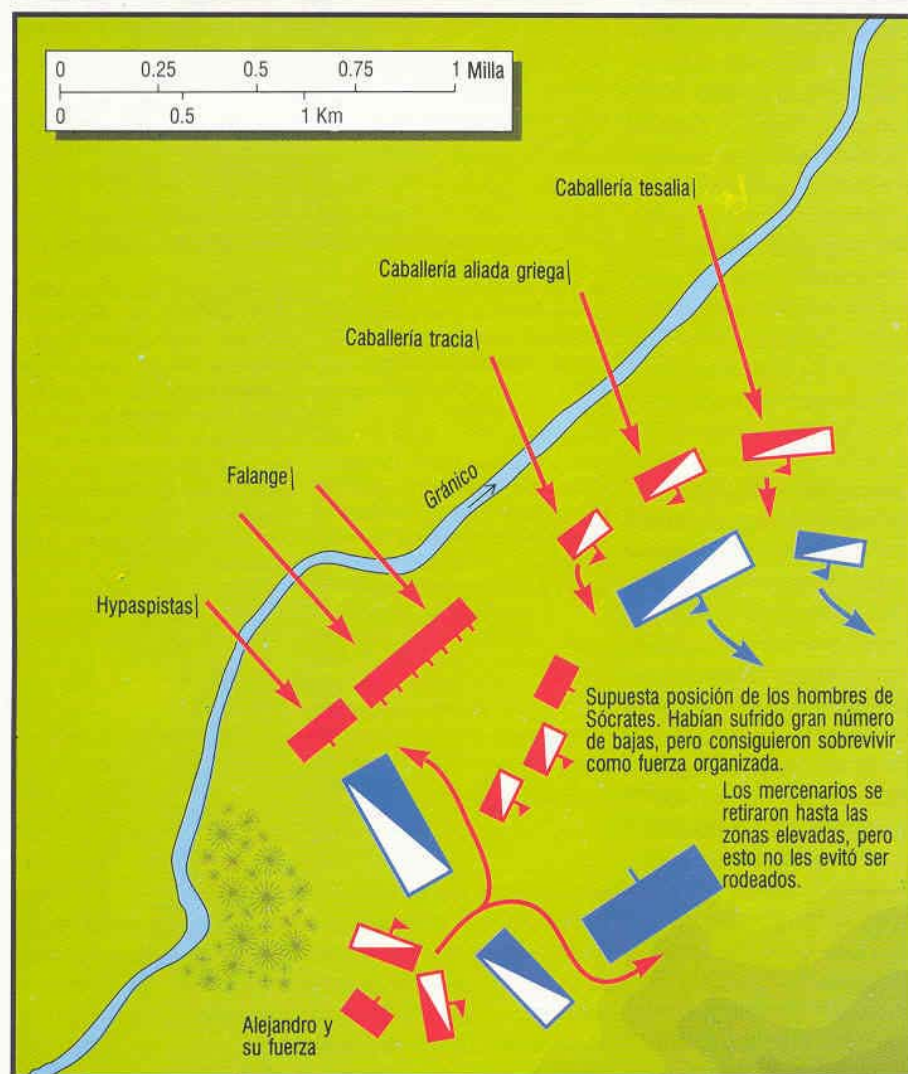 0 0.25 0.5 0.75 1 Milla
0 0.5 1 Km
Caballería tesalia
Caballería aliada griega
Caballería tracia
Falange
Gránico
Hypaspistas
Supuesta posición de los hombres de
Sócrates. Habían sufrido gran número
de bajas, pero consiguieron sobrevivir
como fuerza organizada.
Los mercenarios se
retiraron hasta las
zonas elevadas, pero
esto no les evitó ser
rodeados.
Alejandro y
su fuerza